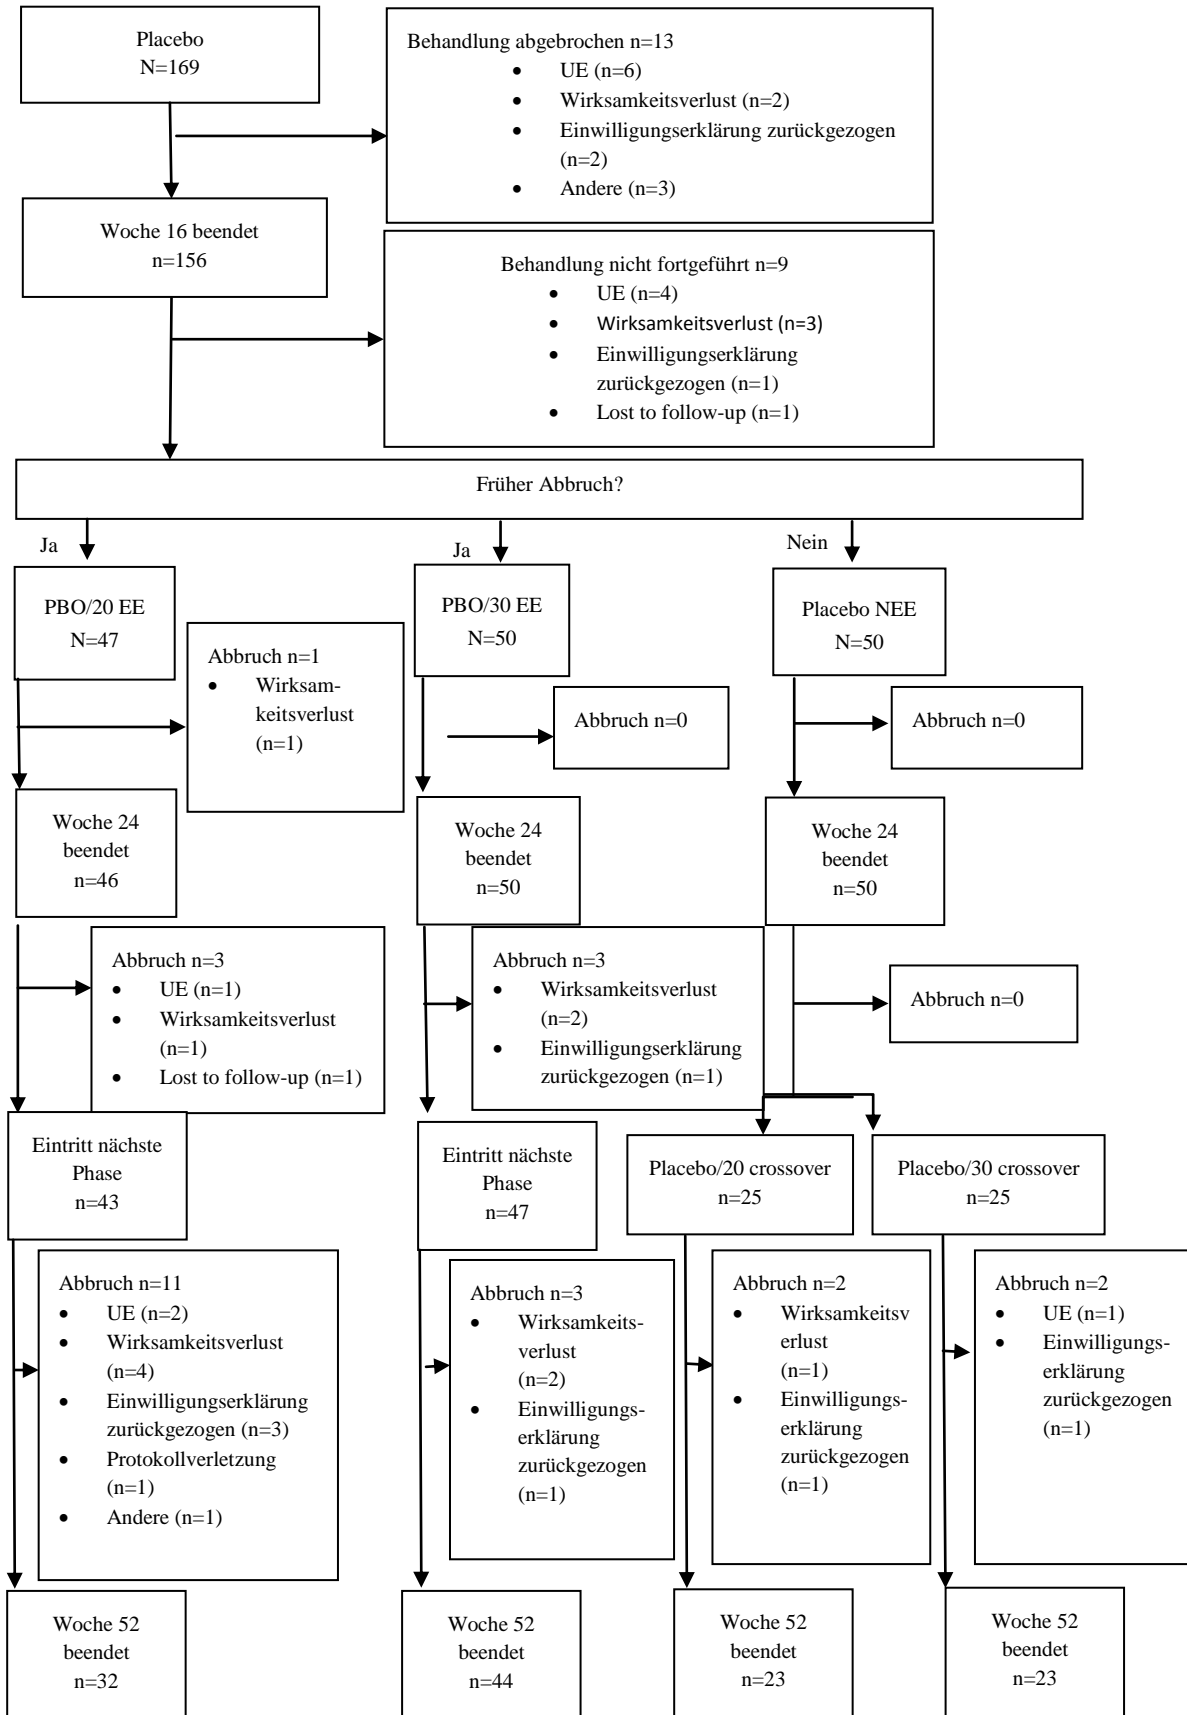 Placebo
N=169
Behandlung abgebrochen n=13
• UE (n=6)
• Wirksamkeitsverlust (n=2)
• Einwilligungserklärung zurückgezogen
(n=2)
• Andere (n=3)
Woche 16 beendet
n=156
Behandlung nicht fortgeführt n=9
• UE (n=4)
• Wirksamkeitsverlust (n=3)
• Einwilligungserklärung
zurückgezogen (n=1)
• Lost to follow-up (n=1)
Früher Abbruch?
Ja
Ja
Nein
PBO/20 EE
N=47
PBO/30 EE
N=50
Placebo NEE
N=50
Abbruch n=1
• Wirksam-
keitsverlust
(n=1)
Abbruch n=0
Abbruch n=0
Woche 24
beendet
n=46
Woche 24
beendet
n=50
Woche 24
beendet
n=50
Abbruch n=3
• UE (n=1)
• Wirksamkeitsverlust
(n=1)
• Lost to follow-up (n=1)
Abbruch n=3
• Wirksamkeitsverlust
(n=2)
• Einwilligungserklärung
zurückgezogen (n=1)
Abbruch n=0
Eintritt nächste
Phase
n=43
Eintritt nächste
Phase
n=47
Placebo/20 crossover
n=25
Placebo/30 crossover
n=25
Abbruch n=11
• UE (n=2)
• Wirksamkeitsverlust
(n=4)
• Einwilligungserklärung
zurückgezogen (n=3)
• Protokollverletzung
(n=1)
• Andere (n=1)
Abbruch n=3
• Wirksamkeits-
verlust
(n=2)
• Einwilligungs-
erklärung
zurückgezogen
(n=1)
Abbruch n=2
• Wirksamkeitsv
erlust
(n=1)
• Einwilligungs-
erklärung
zurückgezogen
(n=1)
Abbruch n=2
• UE (n=1)
• Einwilligungs-
erklärung
zurückgezogen
(n=1)
Woche 52
beendet
n=32
Woche 52
beendet
n=44
Woche 52
beendet
n=23
Woche 52
beendet
n=23